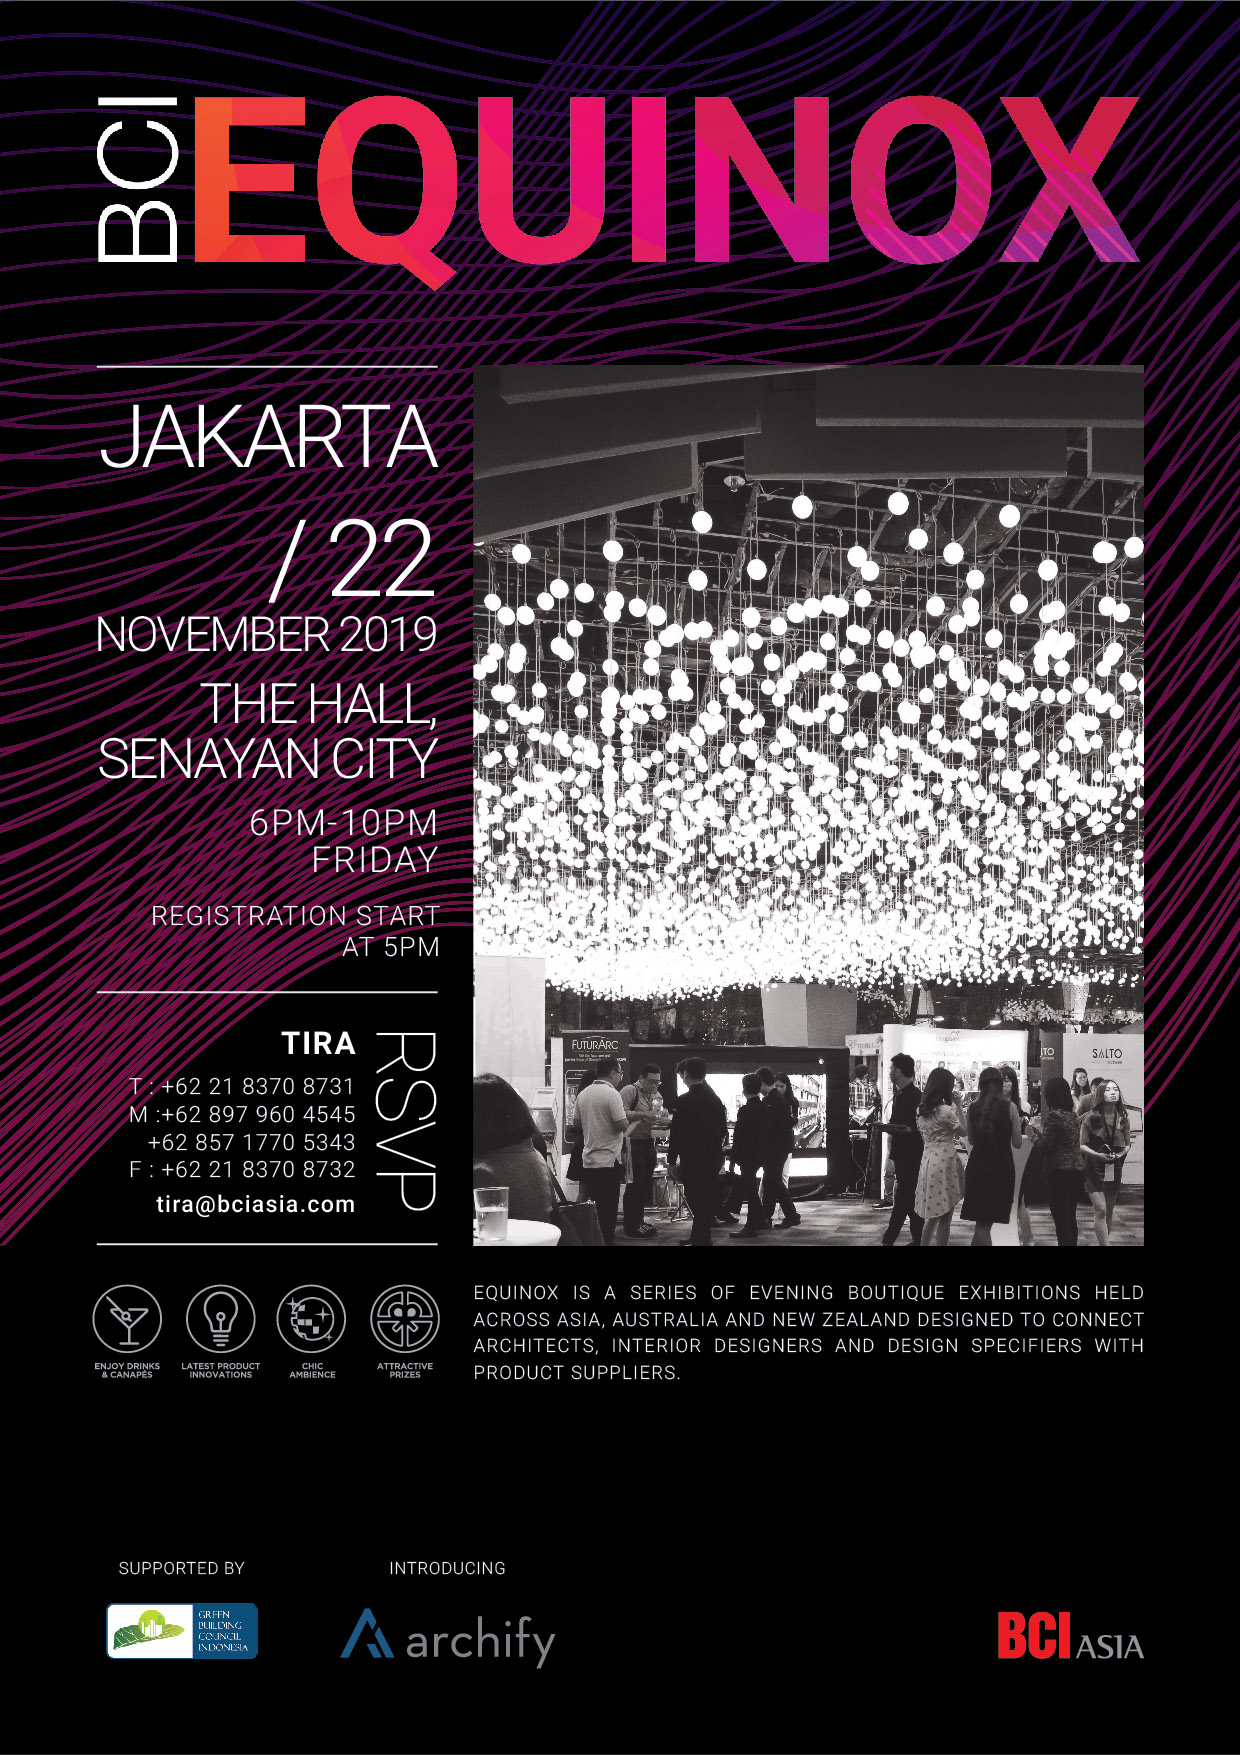 BCI EQUINOX
JAKARTA
/ 22
NOVEMBER 2019
THE HALL,
SENAYAN CITY
6PM-10PM
FRIDAY
REGISTRATION START
AT 5PM
RSVP
TIRA
T : +62 21 8370 8731
M :+62 897 960 4545
+62 857 1770 5343
F : +62 21 8370 8732
tira@bciasia.com
FUTURARC
SALTO
ENJOY DRINKS
& CANAPÉS
LATEST PRODUCT
INNOVATIONS
CHIC
AMBIENCE
ATTRACTIVE
PRIZES
EQUINOX IS A SERIES OF EVENING BOUTIQUE EXHIBITIONS HELD
ACROSS ASIA, AUSTRALIA AND NEW ZEALAND DESIGNED TO CONNECT
ARCHITECTS, INTERIOR DESIGNERS AND DESIGN SPECIFIERS WITH
PRODUCT SUPPLIERS.
SUPPORTED BY
GREEN
BUILDING
COUNCIL
INDONESIA
INTRODUCING
archify
BCI ASIA